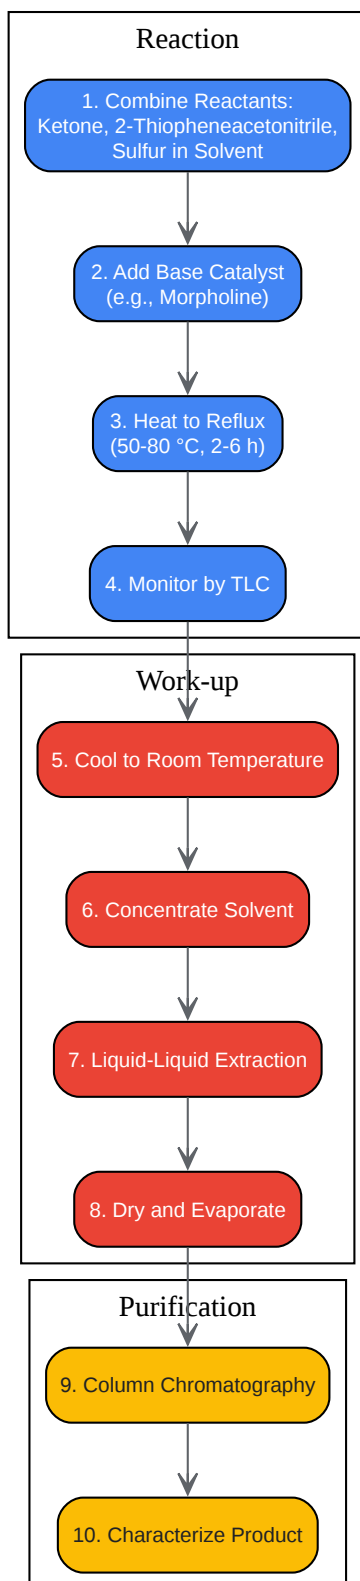 Reaction
1. Combine Reactants:
Ketone, 2-Thiopheneacetonitrile,
Sulfur in Solvent
2. Add Base Catalyst
(e.g., Morpholine)
3. Heat to Reflux
(50-80 °C, 2-6 h)
4. Monitor by TLC
Work-up
5. Cool to Room Temperature
6. Concentrate Solvent
7. Liquid-Liquid Extraction
8. Dry and Evaporate
Purification
9. Column Chromatography
10. Characterize Product